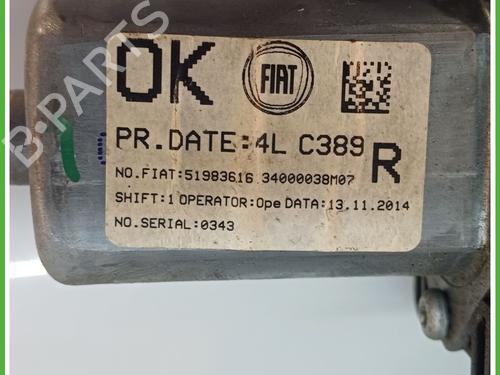 OK FIAT
PR.DATE:4L C389
R
NO.FIAT:51983616 34000038M07
SHIFT:1 OPERATOR:Ope DATA:13.11.2014
NO.SERIAL:0343
B-PARTS